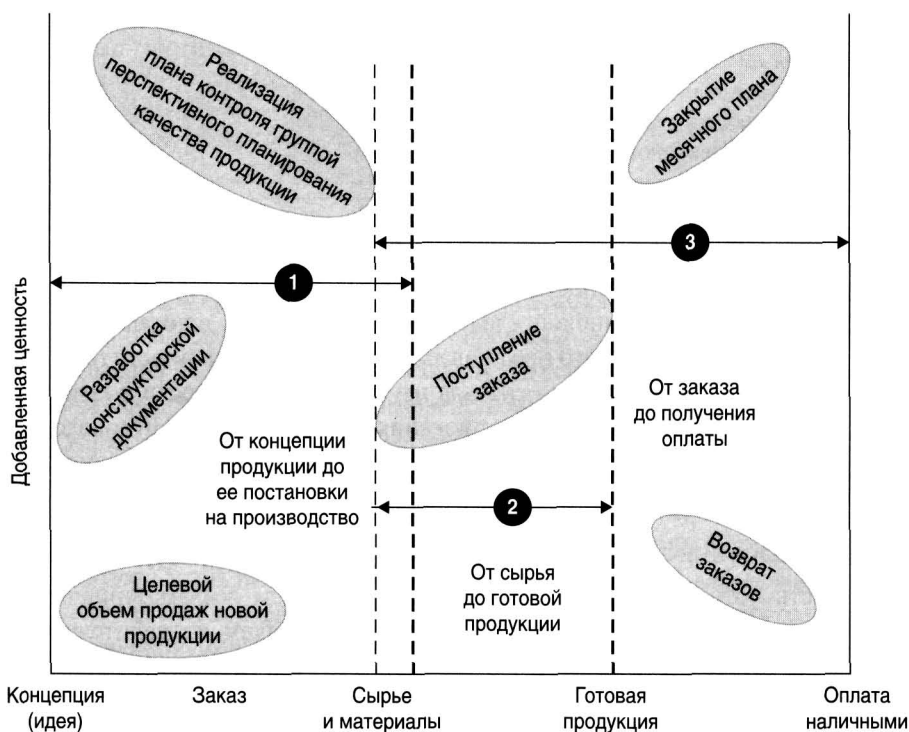 Реализация
плана контроля группой
перспективного планирования
качества продукции
Закрытие
месячного плана
3
1
Добавленная ценность
Разработка
конструкторской
документации
Поступление
заказа
От заказа
до получения
оплаты
От концепции
продукции до
ее постановки
на производство
2
Целевой
объем продаж новой
продукции
От сырья
до готовой
продукции
Возврат
заказов
Концепция
(идея)
Заказ
Сырье
и материалы
Готовая
продукция
Оплата
наличными